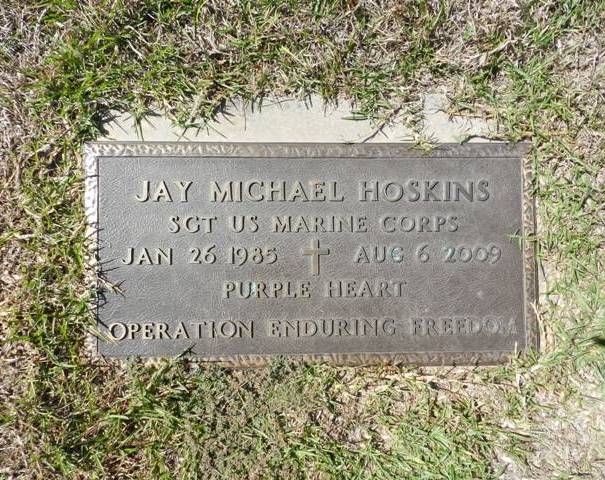 JAY MICHAEL HOSKINS
SGT US MARINE CORPS
JAN 26 1985 AUG 6 2009
PURPLE HEART
OPERATION ENDURING FREEDOM